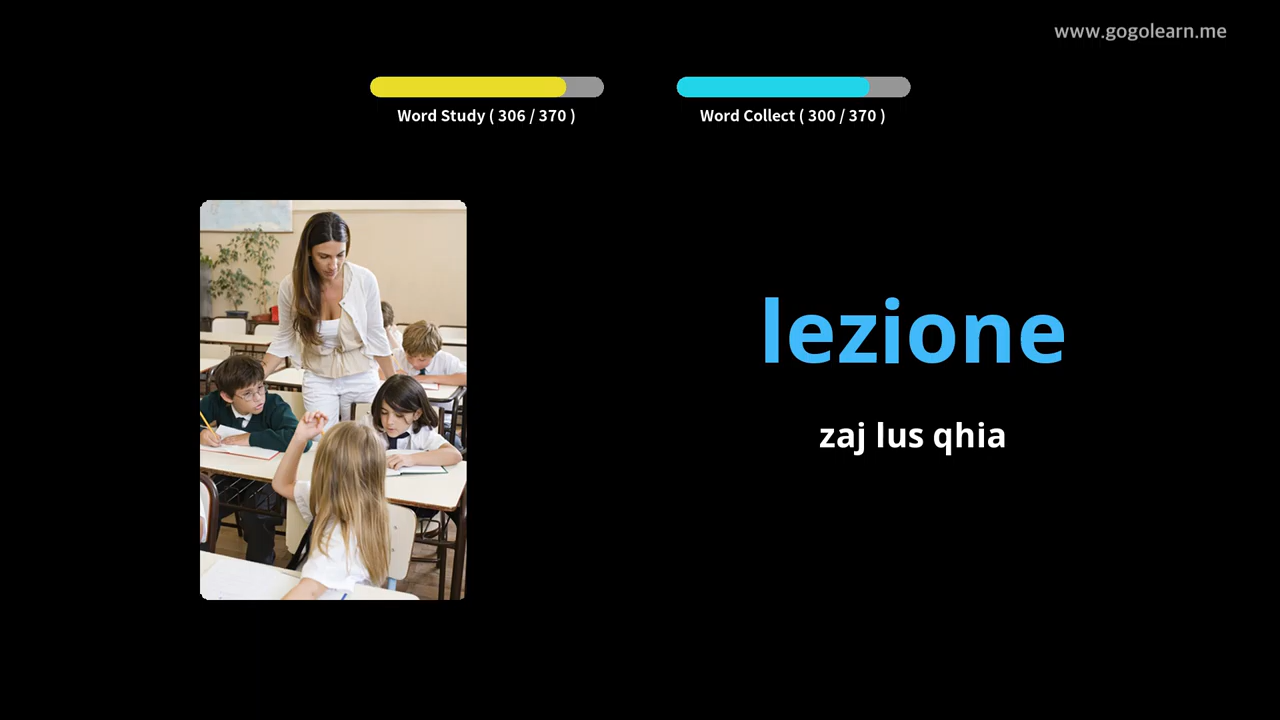 www.gogolearn.me
Word Study ( 306 / 370 )
Word Collect ( 300 / 370 )
lezione
zaj lus qhia